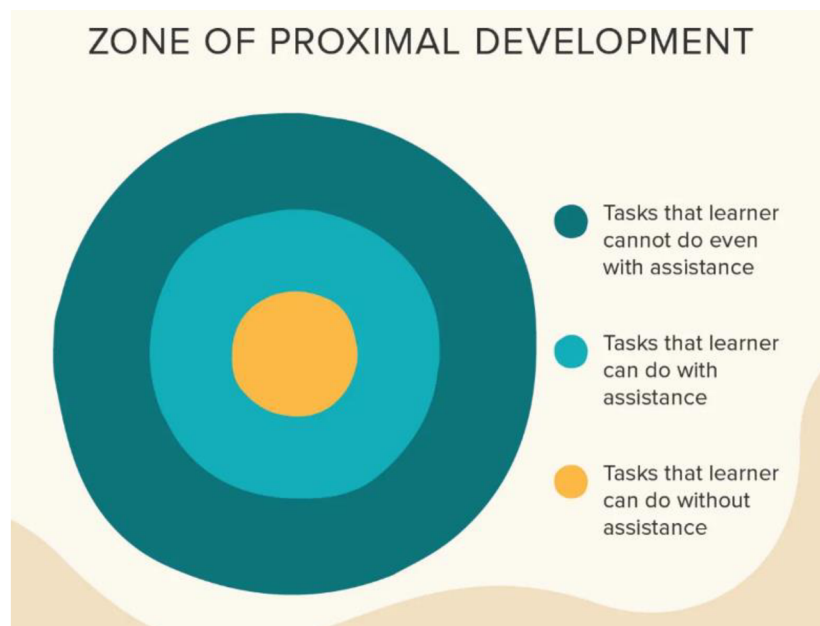 ZONE OF PROXIMAL DEVELOPMENT
Tasks that learner
cannot do even
with assistance
Tasks that learner
can do with
assistance
Tasks that learner
can do without
assistance